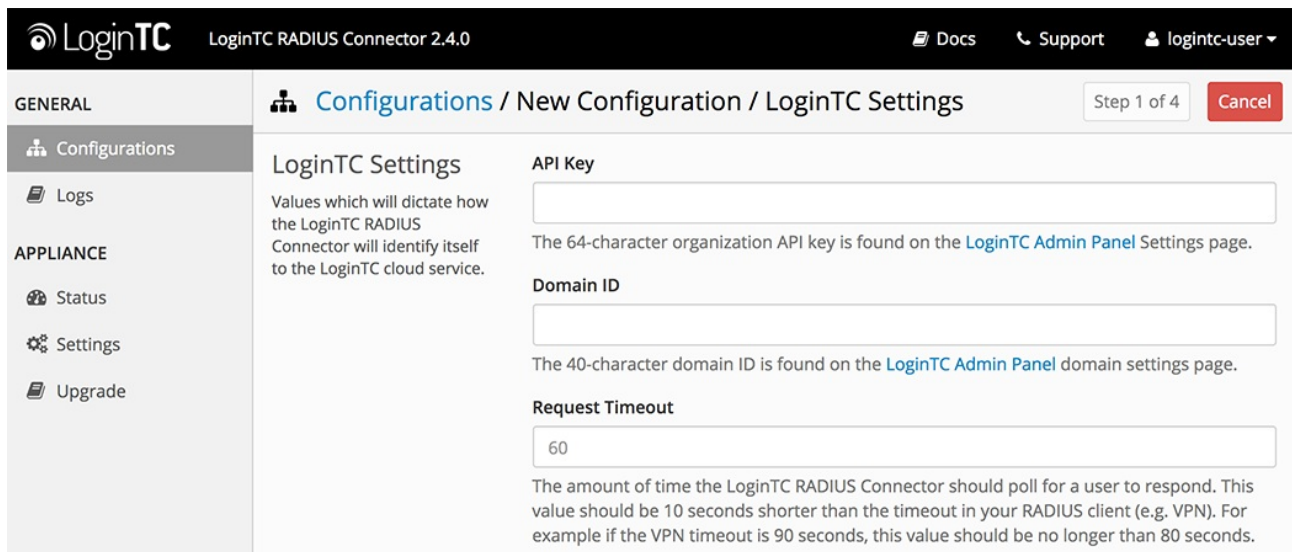 LoginTC LoginTC RADIUS Connector 2.4.0 Docs Support logintc-user
GENERAL
Configurations
Logs
APPLIANCE
Status
Settings
Upgrade
Configurations / New Configuration / LoginTC Settings Step 1 of 4 Cancel
LoginTC Settings
Values which will dictate how
the LoginTC RADIUS
Connector will identify itself
to the LoginTC cloud service.
API Key
The 64-character organization API key is found on the LoginTC Admin Panel Settings page.
Domain ID
The 40-character domain ID is found on the LoginTC Admin Panel domain settings page.
Request Timeout
60
The amount of time the LoginTC RADIUS Connector should poll for a user to respond. This
value should be 10 seconds shorter than the timeout in your RADIUS client (e.g. VPN). For
example if the VPN timeout is 90 seconds, this value should be no longer than 80 seconds.